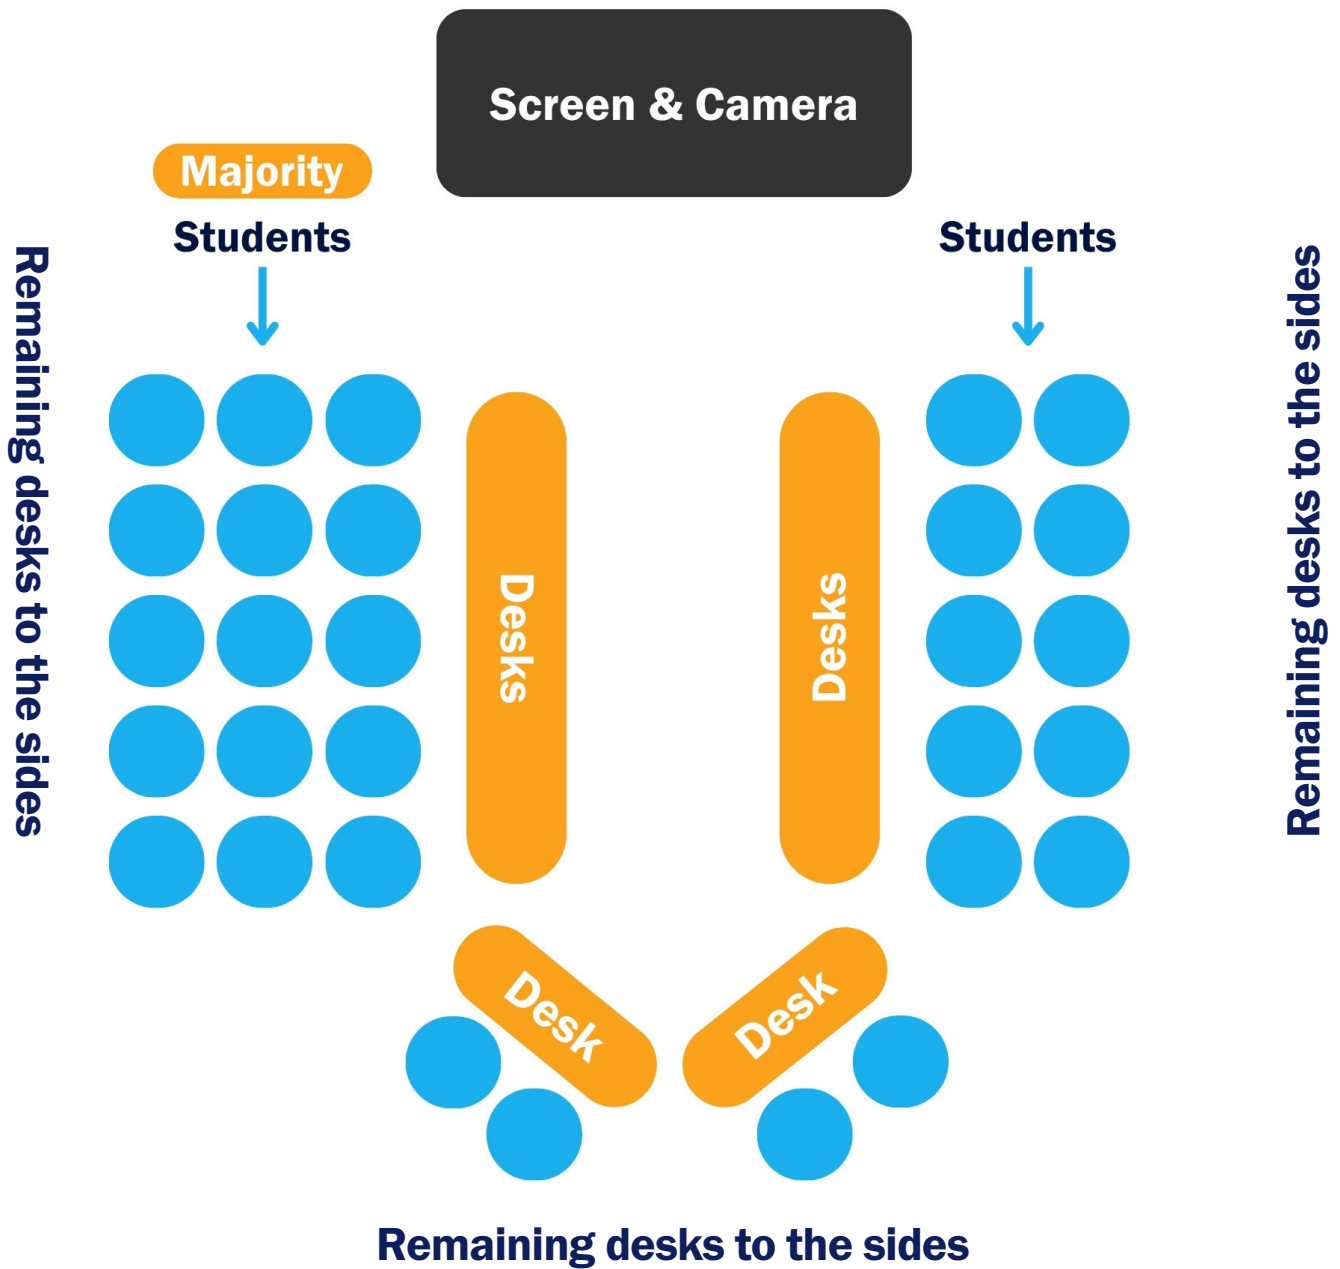 Screen & Camera
Majority
Students
Students
Remaining desks to the sides
Remaining desks to the sides
Desks
Desks
Desk
Desk
Remaining desks to the sides